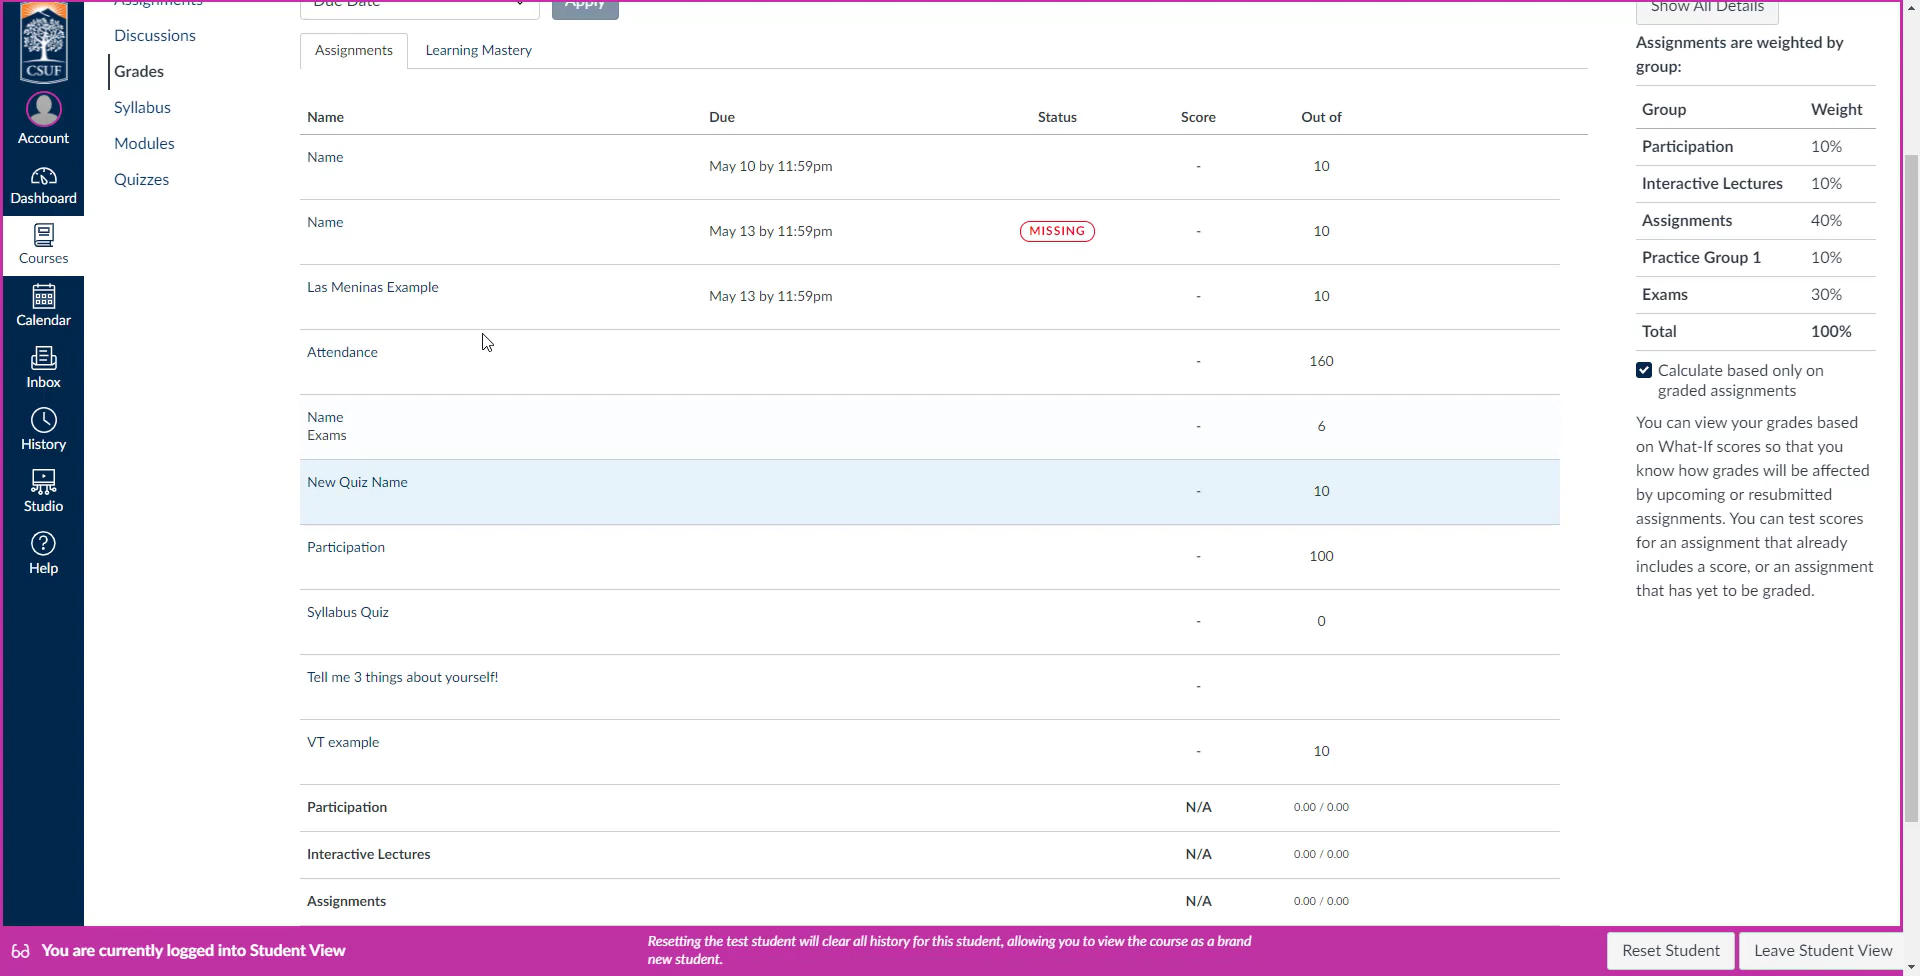 CSUF
Account
Dashboard
Courses
Calendar
Inbox
History
Studio
Help
Assignments
Discussions
Grades
Syllabus
Modules
Quizzes
Due Date
Apply
Assignments
Learning Mastery
Name Due Status Score Out of
Name
May 10 by 11:59pm - 10
Name
May 13 by 11:59pm MISSING - 10
Las Meninas Example
May 13 by 11:59pm - 10
Attendance
- 160
Name
Exams
- 6
New Quiz Name
- 10
Participation
- 100
Syllabus Quiz
- 0
Tell me 3 things about yourself!
-
VT example
- 10
Participation N/A 0.00 / 0.00
Interactive Lectures N/A 0.00 / 0.00
Assignments N/A 0.00 / 0.00
Show All Details
Assignments are weighted by
group:
Group Weight
Participation 10%
Interactive Lectures 10%
Assignments 40%
Practice Group 1 10%
Exams 30%
Total 100%
Calculate based only on
graded assignments
You can view your grades based
on What-If scores so that you
know how grades will be affected
by upcoming or resubmitted
assignments. You can test scores
for an assignment that already
includes a score, or an assignment
that has yet to be graded.
You are currently logged into Student View
Resetting the test student will clear all history for this student, allowing you to view the course as a brand
new student.
Reset Student
Leave Student View